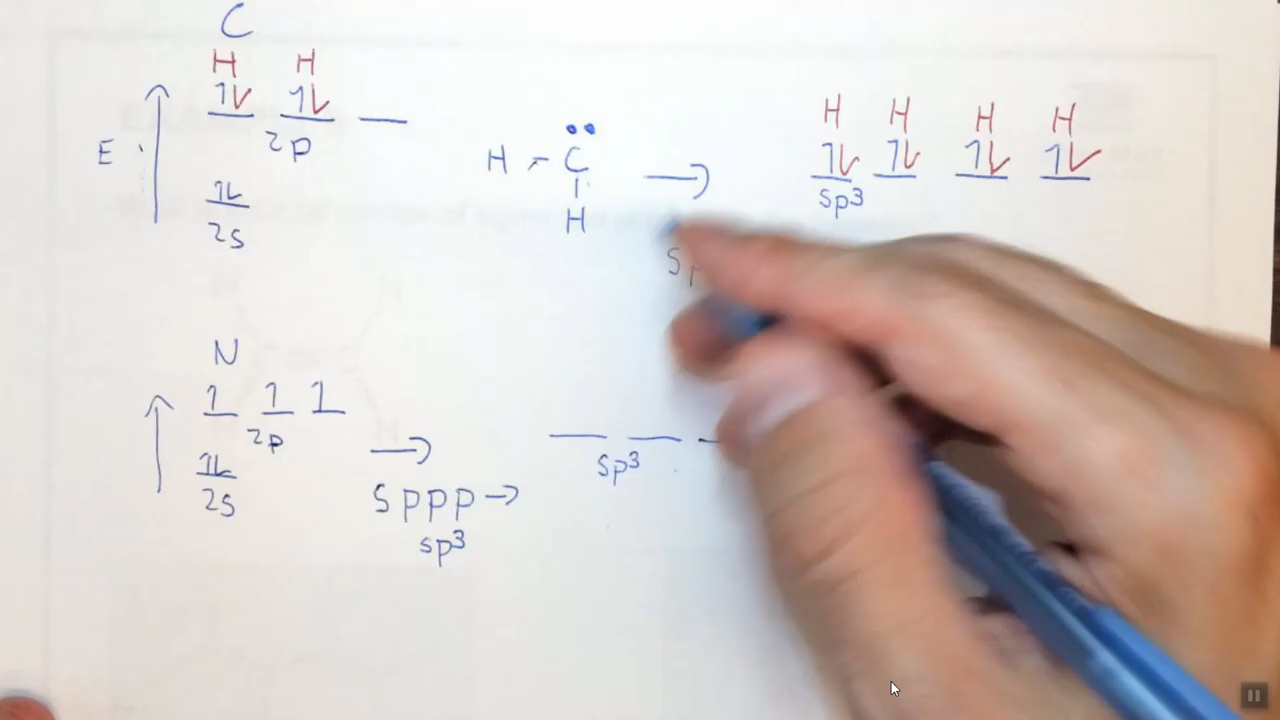 C
H H
1L 1L
2p
E
1L
2s
H - C
H
H H H H
1L 1L 1L 1L
sp³
sp
N
1 1 1
2p
1L
2s
sppp →
sp³
sp³